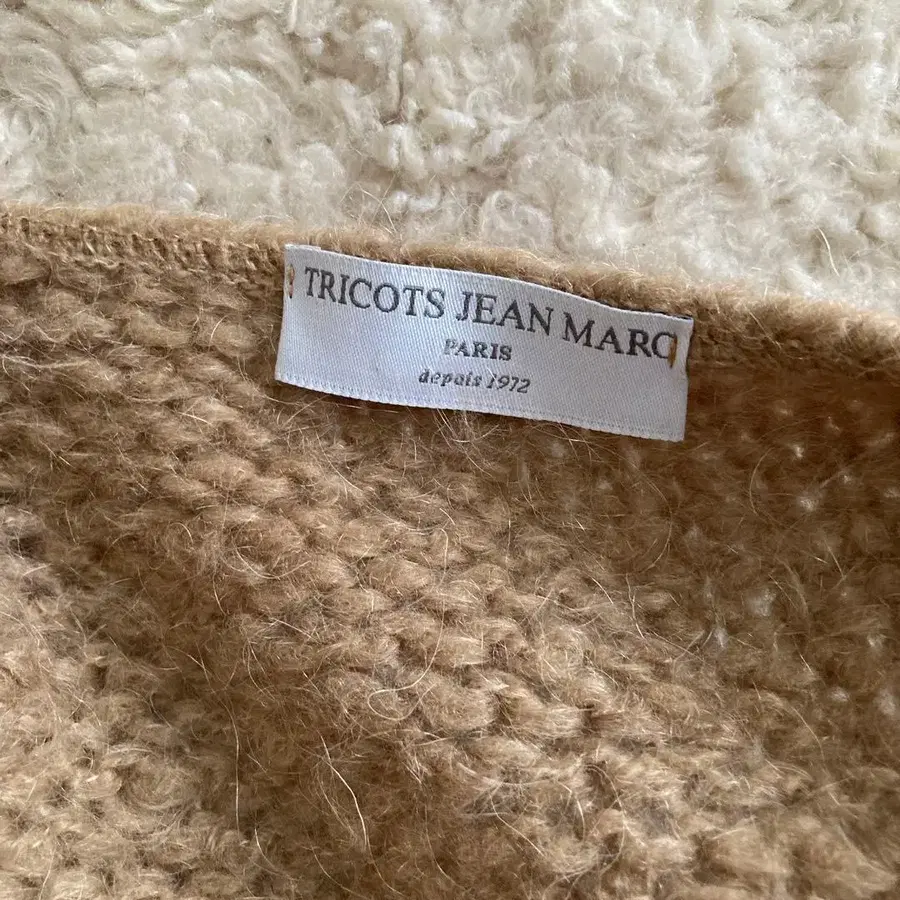 TRICOTS JEAN MARC
PARIS
depuis 1972